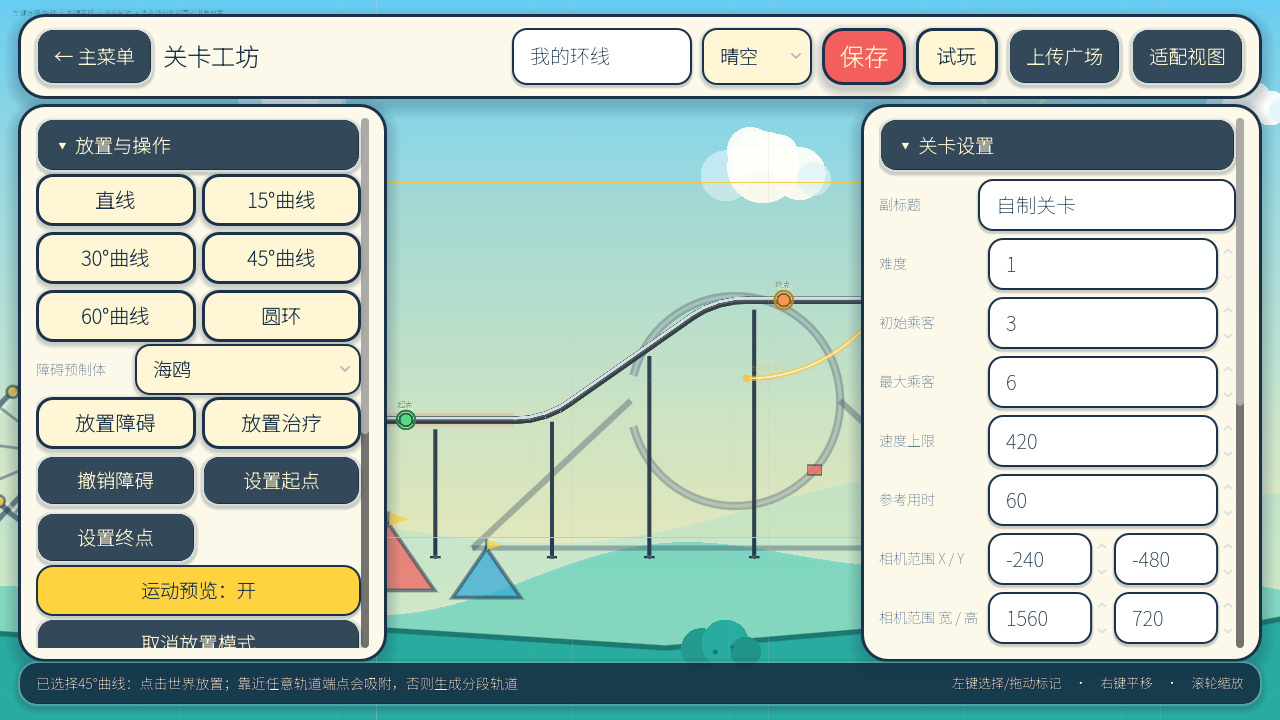 ← 主菜单
关卡工坊
我的环线
晴空
保存
试玩
上传广场
适配视图
▼ 放置与操作
直线
15°曲线
30°曲线
45°曲线
60°曲线
圆环
障碍预制体
海鸥
放置障碍
放置治疗
撤销障碍
设置起点
设置终点
运动预览：开
取消放置模式
起点
终点
▼ 关卡设置
副标题
自制关卡
难度
1
初始乘客
3
最大乘客
6
速度上限
420
参考用时
60
相机范围 X / Y
-240
-480
相机范围 宽 / 高
1560
720
已选择45°曲线：点击世界放置；靠近任意轨道端点会吸附，否则生成分段轨道
左键选择/拖动标记 · 右键平移 · 滚轮缩放